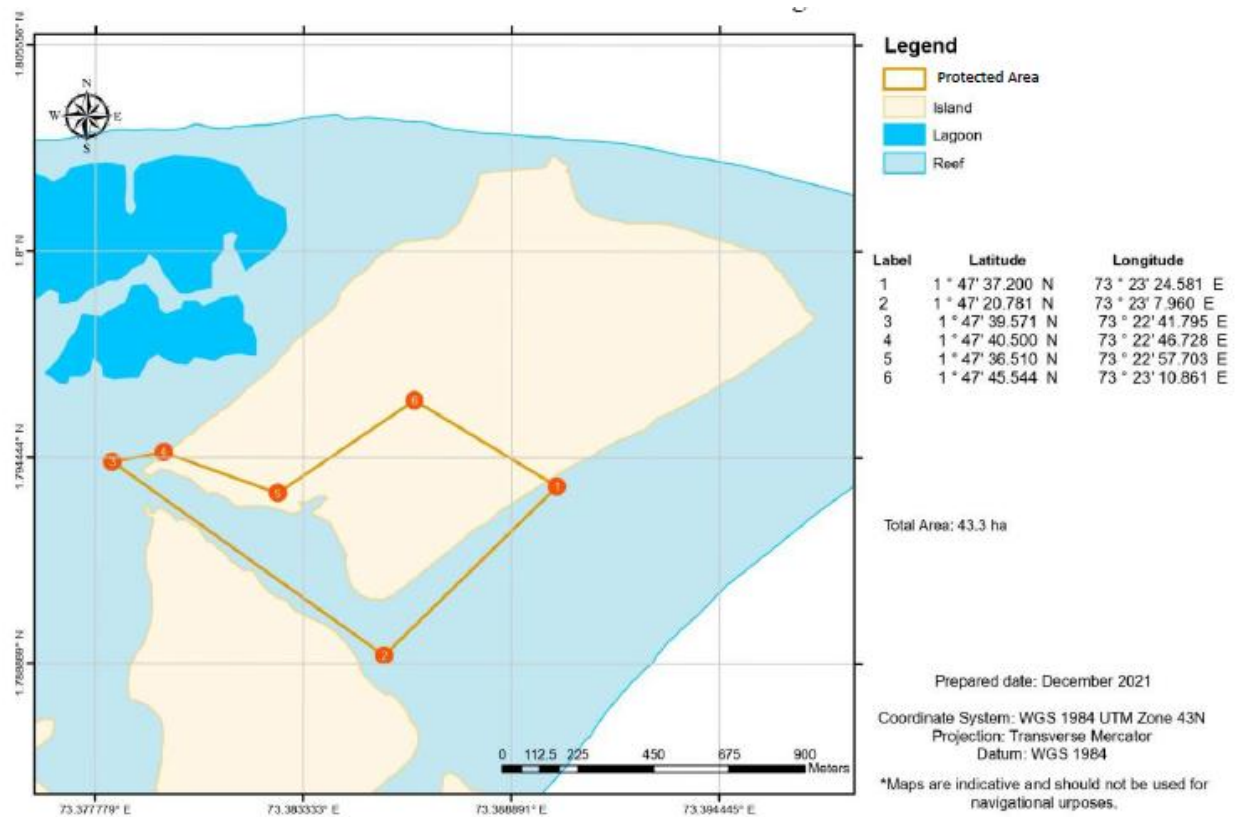 N
W E
S
1.805556° N
1.8° N
1.794444° N
1.788888° N
73.377779° E
73.383333° E
73.388891° E
73.394445° E
3
4
5
6
1
2
0 112.5 225 450 675 900
Meters
Legend
Protected Area
Island
Lagoon
Reef
Label Latitude Longitude
1 1 ° 47' 37.200 N 73 ° 23' 24.581 E
2 1 ° 47' 20.781 N 73 ° 23' 7.960 E
3 1 ° 47' 39.571 N 73 ° 22' 41.795 E
4 1 ° 47' 40.500 N 73 ° 22' 46.728 E
5 1 ° 47' 36.510 N 73 ° 22' 57.703 E
6 1 ° 47' 45.544 N 73 ° 23' 10.861 E
Total Area: 43.3 ha
Prepared date: December 2021
Coordinate System: WGS 1984 UTM Zone 43N
Projection: Transverse Mercator
Datum: WGS 1984
*Maps are indicative and should not be used for
navigational urposes.